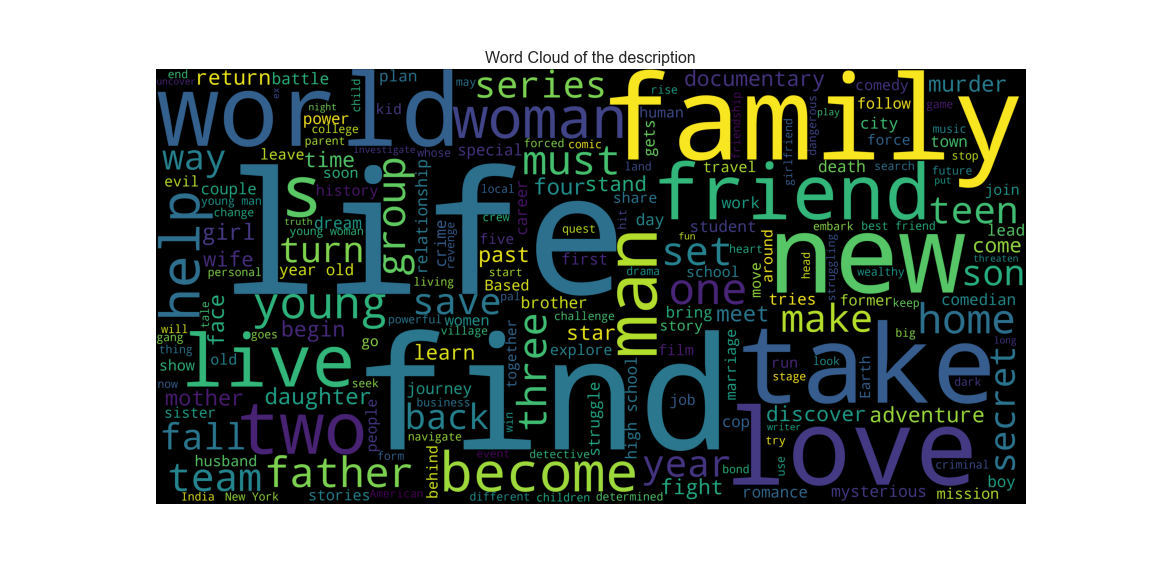 Word Cloud of the description
end
return
battle
plan
series
documentary
comedy
murder
uncover
ex
child
may
rise
family
world
night
power
college
parent
kid
woman
human
gets
friendship
dangerous
play
follow
game
city
force
music
town
stop
way
leave
time
soon
investigate
whose
special
forced
comic
must
land
girlfriend
travel
death
search
future
put
evil
couple
young man
change
history
s
life
group
relationship
local
four
stand
share
friend
work
join
teen
help
girl
truth
dream
young woman
crime
revenge
crew
career
quest
hit
day
student
fun
heart
embark
best friend
lead
wife
personal
turn
year old
past
five
first
man
set
new
come
threaten
living
Based
start
drama
school
move
around
head
struggling
wealthy
son
tale
face
young
save
pal
brother
one
tries
former
keep
comedian
will
gang
goes
begin
powerful
women
village
challenge
star
bring
story
meet
make
big
home
thing
show
old
live
go
learn
together
three
explore
film
marriage
run
look
stage
Earth
take
dark
long
now
mother
daughter
seek
find
journey
business
win
struggle
high school
job
secret
sister
fall
two
people
back
navigate
cop
discover
writer
adventure
try
love
husband
form
event
detective
year
bond
use
criminal
team
father
behind
become
fight
romance
mysterious
boy
mission
India
New York
stories
American
different
children
determined